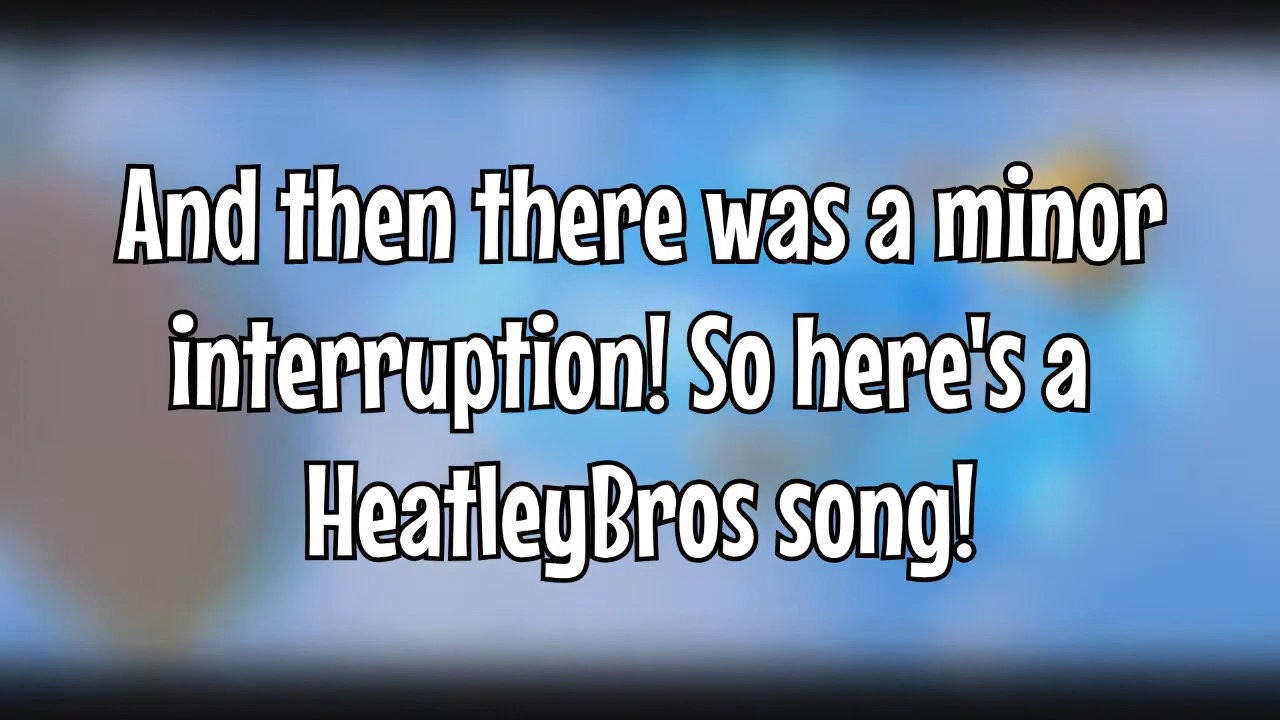 And then there was a minor
interruption! So here's a
HeatleyBros song!